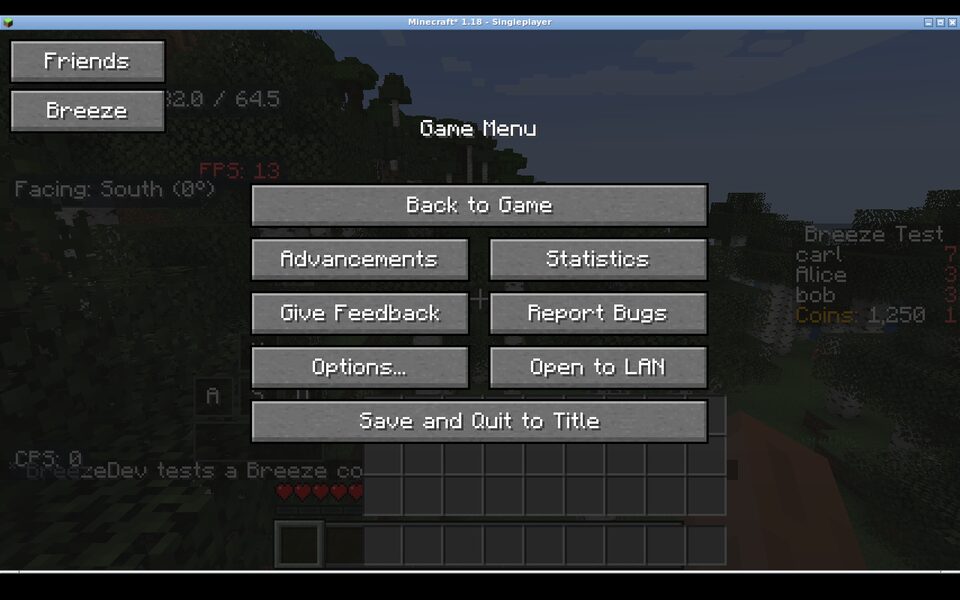 Minecraft* 1.18 - Singleplayer
Friends
Breeze
32.0 / 64.5
Game Menu
FPS: 13
Facing: South (0°)
Back to Game
Advancements
Statistics
Give Feedback
Report Bugs
Options...
Open to LAN
Save and Quit to Title
Breeze Test
carl 7
Alice 3
bob 3
Coins: 1,250 1
A
CPS: 0
BreezeDev tests a Breeze co